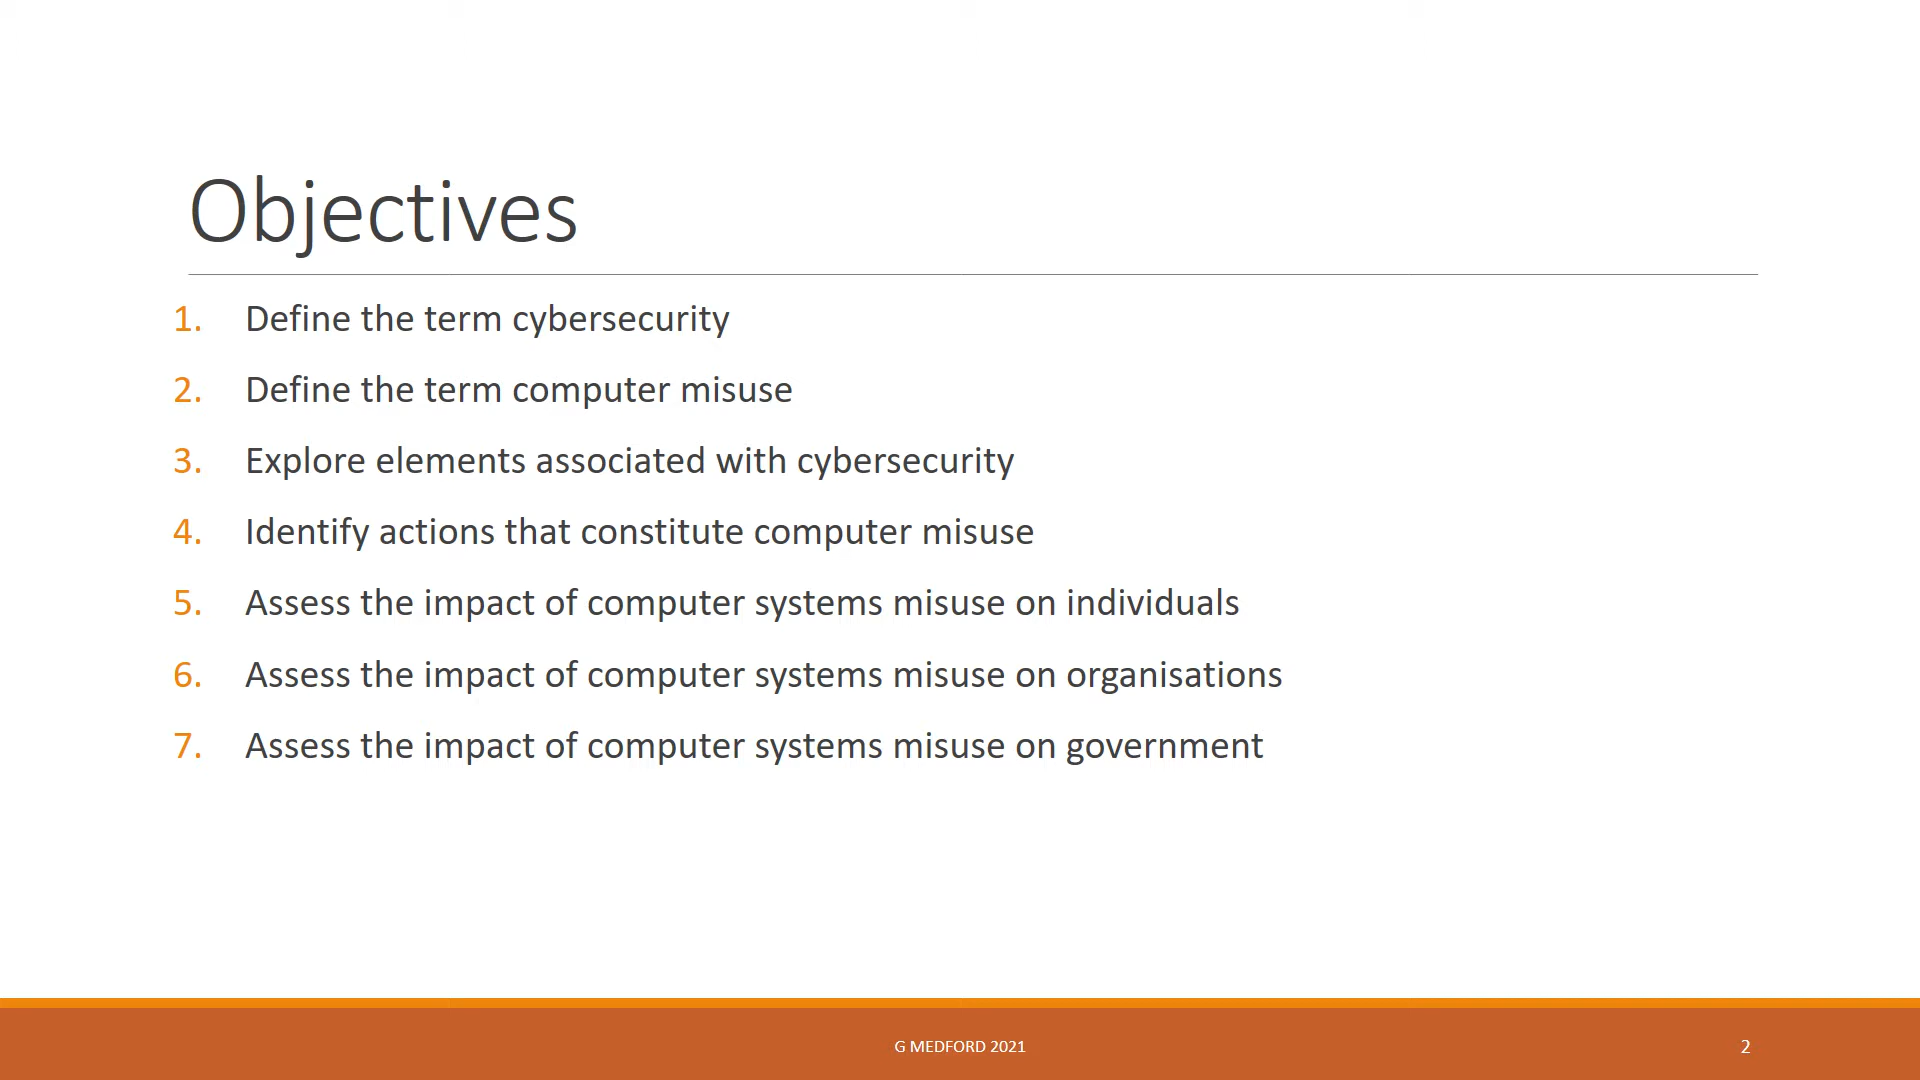 Objectives
1. Define the term cybersecurity
2. Define the term computer misuse
3. Explore elements associated with cybersecurity
4. Identify actions that constitute computer misuse
5. Assess the impact of computer systems misuse on individuals
6. Assess the impact of computer systems misuse on organisations
7. Assess the impact of computer systems misuse on government
G MEDFORD 2021
2